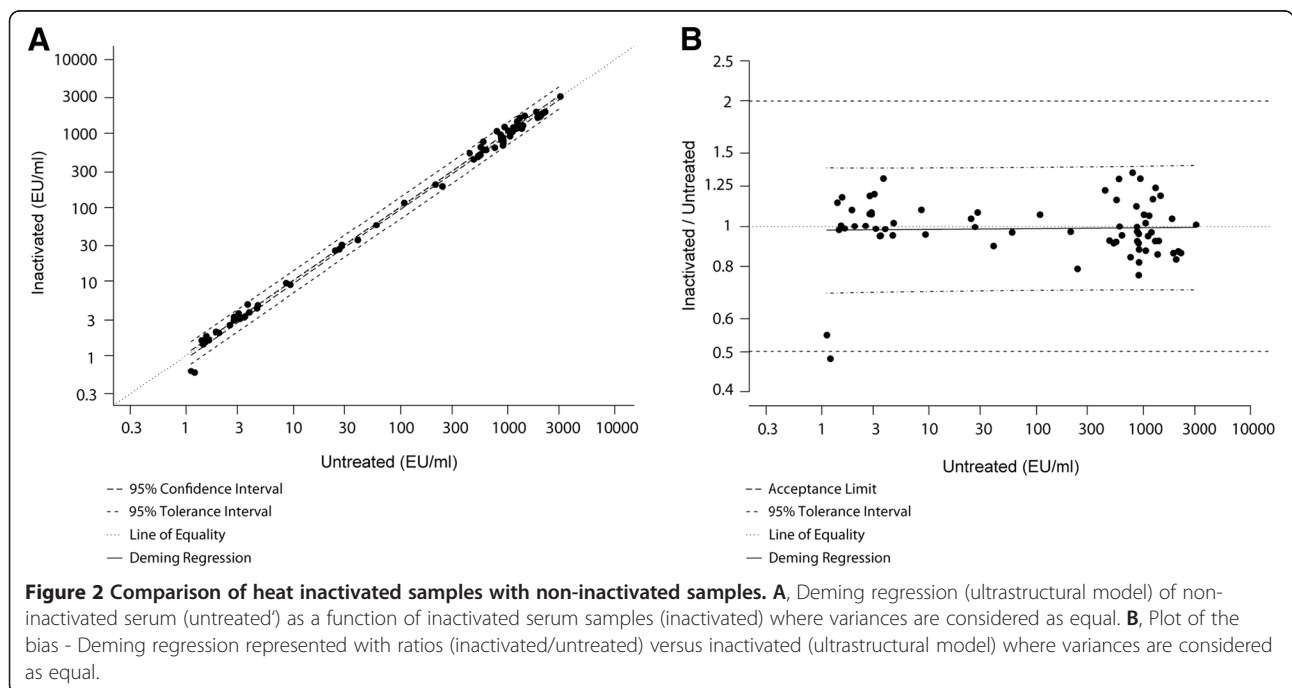 A
10000
3000
1000
300
100
30
10
3
1
0.3
Inactivated (EU/ml)
0.3 1 3 10 30 100 300 1000 3000 10000
Untreated (EU/ml)
95% Confidence Interval
95% Tolerance Interval
Line of Equality
Deming Regression
B
2.5
2
1.5
1.25
1
0.8
0.6
0.5
0.4
Inactivated / Untreated
0.3 1 3 10 30 100 300 1000 3000 10000
Untreated (EU/ml)
Acceptance Limit
95% Tolerance Interval
Line of Equality
Deming Regression
Figure 2 Comparison of heat inactivated samples with non-inactivated samples. A, Deming regression (ultrastructural model) of non-
inactivated serum (untreated‘) as a function of inactivated serum samples (inactivated) where variances are considered as equal. B, Plot of the
bias - Deming regression represented with ratios (inactivated/untreated) versus inactivated (ultrastructural model) where variances are considered
as equal.